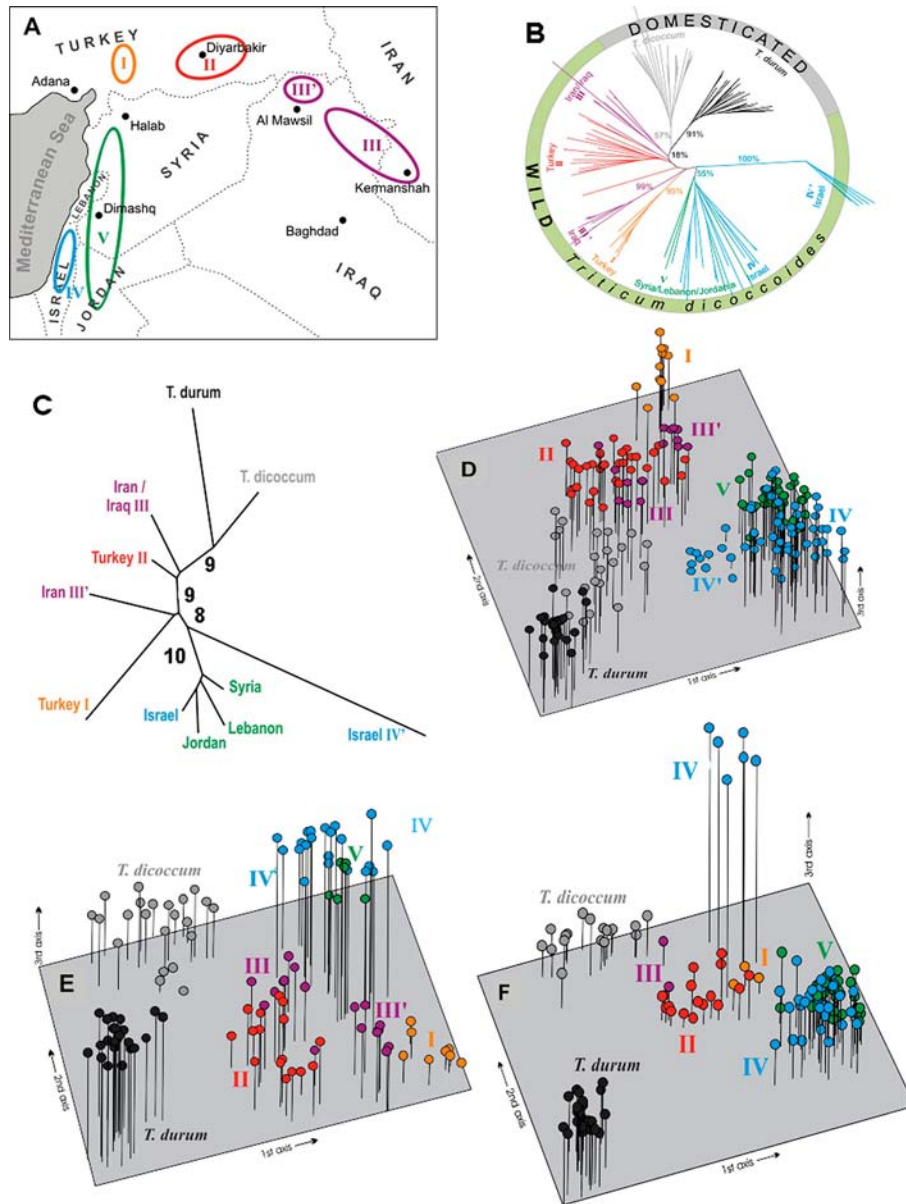 A
TURKEY
I
Diyarbakir
II
IRAN
Adana
III'
Al Mawsil
Halab
SYRIA
III
Kermanshah
Mediterranean Sea
LEBANON
Dimashq
V
Baghdad
IRAQ
ISRAEL
IV
JORDAN
B
DOMESTICATED
T. dicoccum
T. durum
Iran/Iraq
III
57%
91%
18%
Turkey
II
100%
55%
99%
95%
Israel
IV'
WILD
Iraq
III'
Turkey
I
V
Syria/Lebanon/Jordania
IV
Israel
Triticum dicoccoides
C
T. durum
T. dicoccum
Iran /
Iraq III
9
Turkey II
9
Iran III'
8
10
Turkey I
Syria
Israel
Lebanon
Jordan
Israel IV'
D
I
III'
II
III
V
IV
IV'
T. dicoccum
T. durum
2nd axis
3rd axis
1st axis
E
T. dicoccum
IV
V
IV'
III
III'
I
II
T. durum
3rd axis
2nd axis
1st axis
F
IV
T. dicoccum
3rd axis
III
I
V
II
IV
T. durum
2nd axis
1st axis